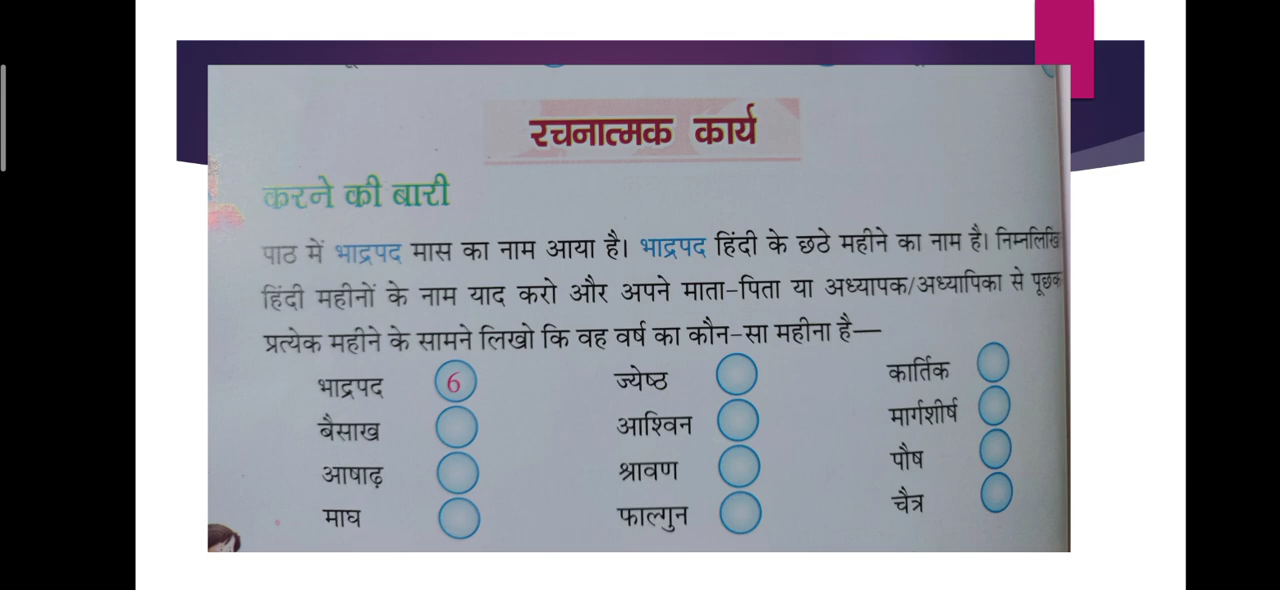 रचनात्मक कार्य
करने की बारी
पाठ में भाद्रपद मास का नाम आया है। भाद्रपद हिंदी के छठे महीने का नाम है। निम्नलिखि
हिंदी महीनों के नाम याद करो और अपने माता-पिता या अध्यापक/अध्यापिका से पूछक
प्रत्येक महीने के सामने लिखो कि वह वर्ष का कौन-सा महीना है—
भाद्रपद 6 ज्येष्ठ कार्तिक
बैसाख आश्विन मार्गशीर्ष
आषाढ़ श्रावण पौष
माघ फाल्गुन चैत्र